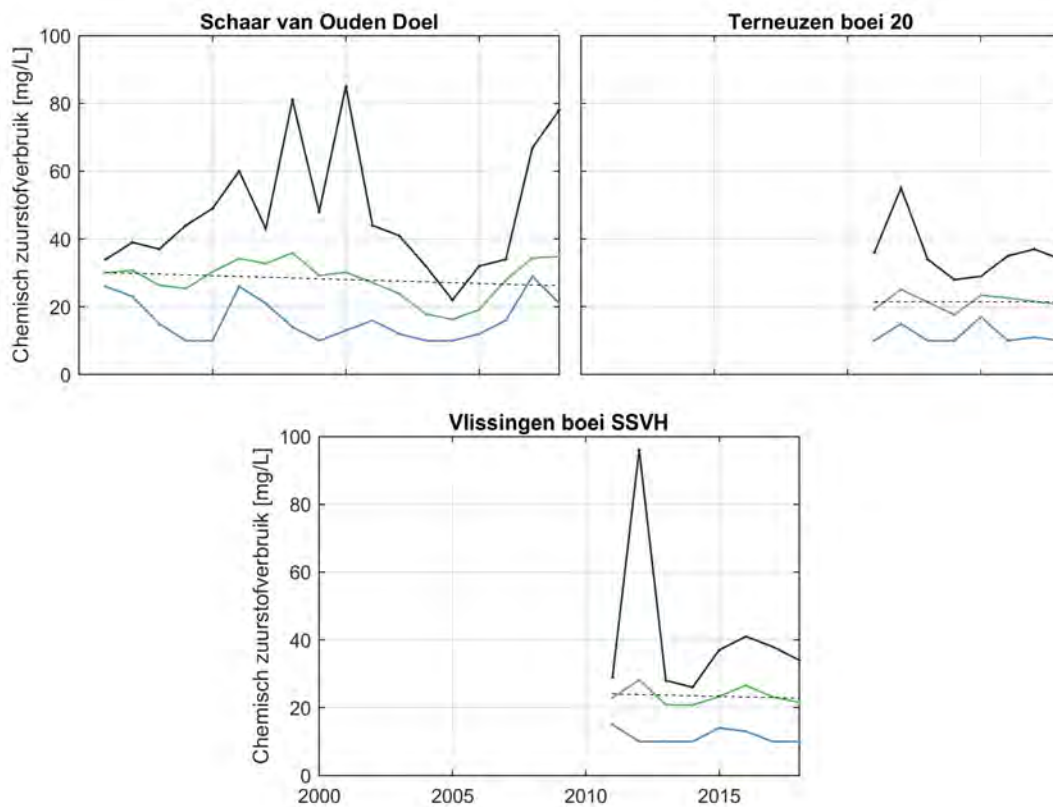 Schaar van Ouden Doel
Terneuzen boei 20
Chemisch zuurstofverbruik [mg/L]
100
80
60
40
20
0
Vlissingen boei SSVH
Chemisch zuurstofverbruik [mg/L]
100
80
60
40
20
0
2000 2005 2010 2015